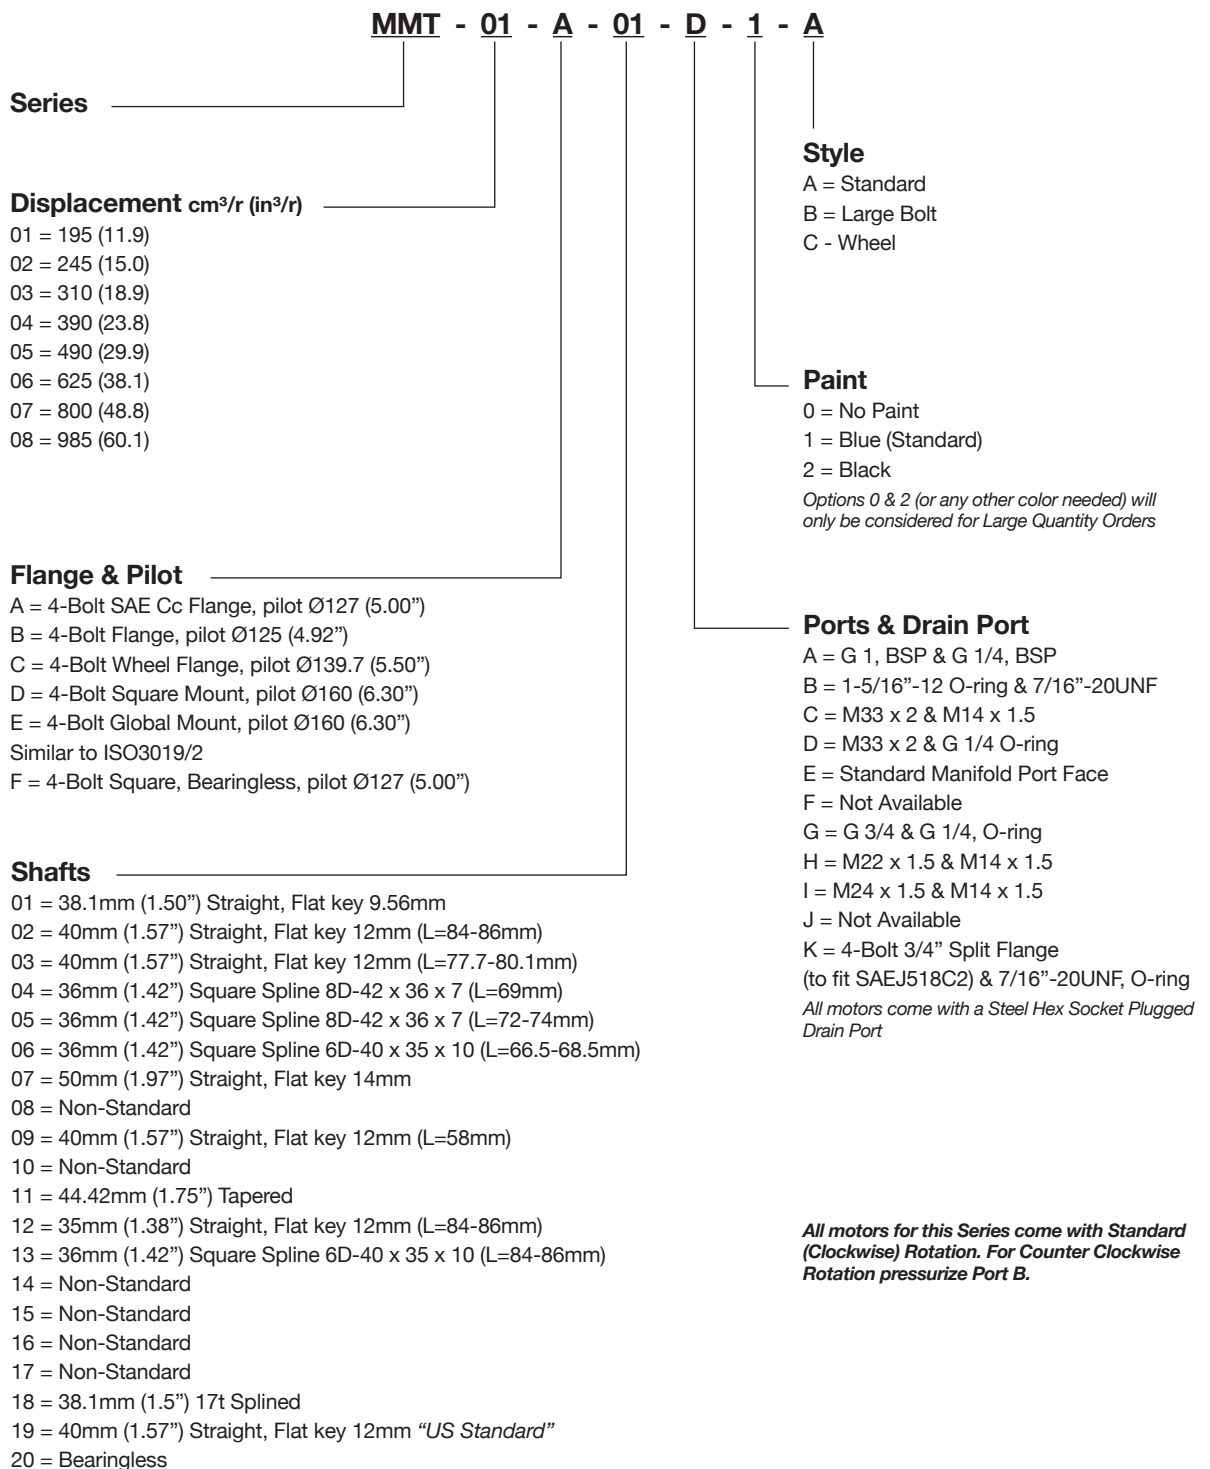 MMT - 01 - A - 01 - D - 1 - A
Series
Displacement cm³/r (in³/r)
01 = 195 (11.9)
02 = 245 (15.0)
03 = 310 (18.9)
04 = 390 (23.8)
05 = 490 (29.9)
06 = 625 (38.1)
07 = 800 (48.8)
08 = 985 (60.1)
Flange & Pilot
A = 4-Bolt SAE Cc Flange, pilot Ø127 (5.00”)
B = 4-Bolt Flange, pilot Ø125 (4.92”)
C = 4-Bolt Wheel Flange, pilot Ø139.7 (5.50”)
D = 4-Bolt Square Mount, pilot Ø160 (6.30”)
E = 4-Bolt Global Mount, pilot Ø160 (6.30”)
Similar to ISO3019/2
F = 4-Bolt Square, Bearingless, pilot Ø127 (5.00”)
Shafts
01 = 38.1mm (1.50”) Straight, Flat key 9.56mm
02 = 40mm (1.57”) Straight, Flat key 12mm (L=84-86mm)
03 = 40mm (1.57”) Straight, Flat key 12mm (L=77.7-80.1mm)
04 = 36mm (1.42”) Square Spline 8D-42 x 36 x 7 (L=69mm)
05 = 36mm (1.42”) Square Spline 8D-42 x 36 x 7 (L=72-74mm)
06 = 36mm (1.42”) Square Spline 6D-40 x 35 x 10 (L=66.5-68.5mm)
07 = 50mm (1.97”) Straight, Flat key 14mm
08 = Non-Standard
09 = 40mm (1.57”) Straight, Flat key 12mm (L=58mm)
10 = Non-Standard
11 = 44.42mm (1.75”) Tapered
12 = 35mm (1.38”) Straight, Flat key 12mm (L=84-86mm)
13 = 36mm (1.42”) Square Spline 6D-40 x 35 x 10 (L=84-86mm)
14 = Non-Standard
15 = Non-Standard
16 = Non-Standard
17 = Non-Standard
18 = 38.1mm (1.5”) 17t Splined
19 = 40mm (1.57”) Straight, Flat key 12mm “US Standard”
20 = Bearingless
Style
A = Standard
B = Large Bolt
C - Wheel
Paint
0 = No Paint
1 = Blue (Standard)
2 = Black
Options 0 & 2 (or any other color needed) will
only be considered for Large Quantity Orders
Ports & Drain Port
A = G 1, BSP & G 1/4, BSP
B = 1-5/16”-12 O-ring & 7/16”-20UNF
C = M33 x 2 & M14 x 1.5
D = M33 x 2 & G 1/4 O-ring
E = Standard Manifold Port Face
F = Not Available
G = G 3/4 & G 1/4, O-ring
H = M22 x 1.5 & M14 x 1.5
I = M24 x 1.5 & M14 x 1.5
J = Not Available
K = 4-Bolt 3/4” Split Flange
(to fit SAEJ518C2) & 7/16”-20UNF, O-ring
All motors come with a Steel Hex Socket Plugged
Drain Port
All motors for this Series come with Standard
(Clockwise) Rotation. For Counter Clockwise
Rotation pressurize Port B.